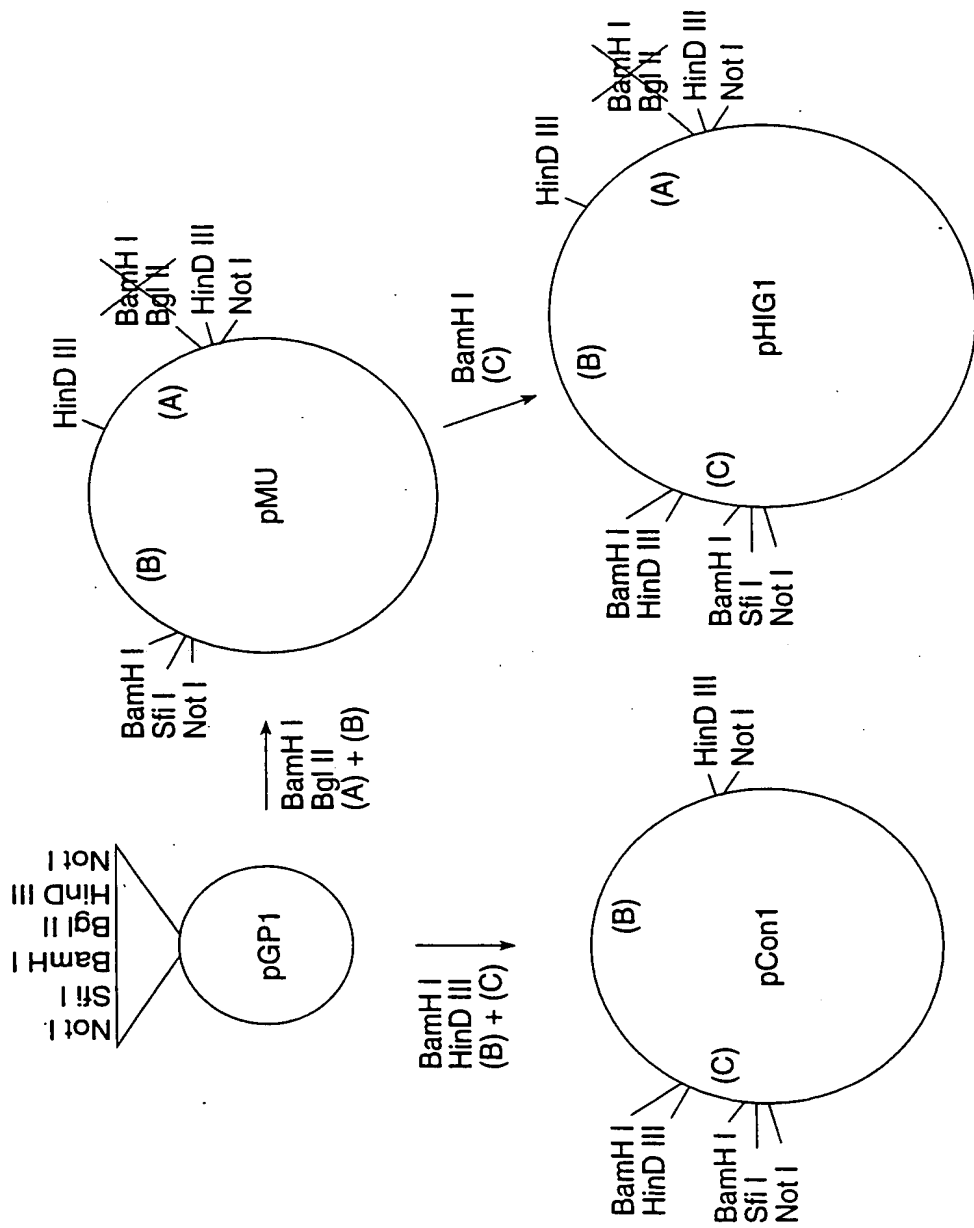 Not I
Sfi I
BamH I
Bgl II
HinD III
Not I
pGP1
BamH I
Bgl II
(A) + (B)
BamH I
Sfi I
Not I
(B)
HinD III
(A)
BamH I
Bgl II
HinD III
Not I
pMU
BamH I
HinD III
(B) + (C)
BamH I
(C)
BamH I
HinD III
(C)
BamH I
Sfi I
Not I
(B)
HinD III
Not I
pCon1
BamH I
HinD III
(C)
BamH I
Sfi I
Not I
(B)
HinD III
(A)
BamH I
Bgl II
HinD III
Not I
pHIG1